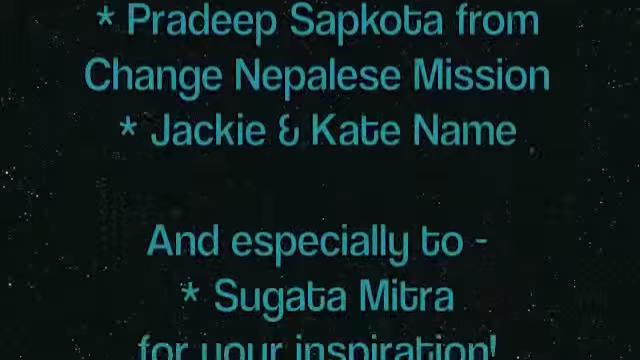 * Pradeep Sapkota from
Change Nepalese Mission
* Jackie & Kate Name
And especially to -
* Sugata Mitra
for your inspiration!